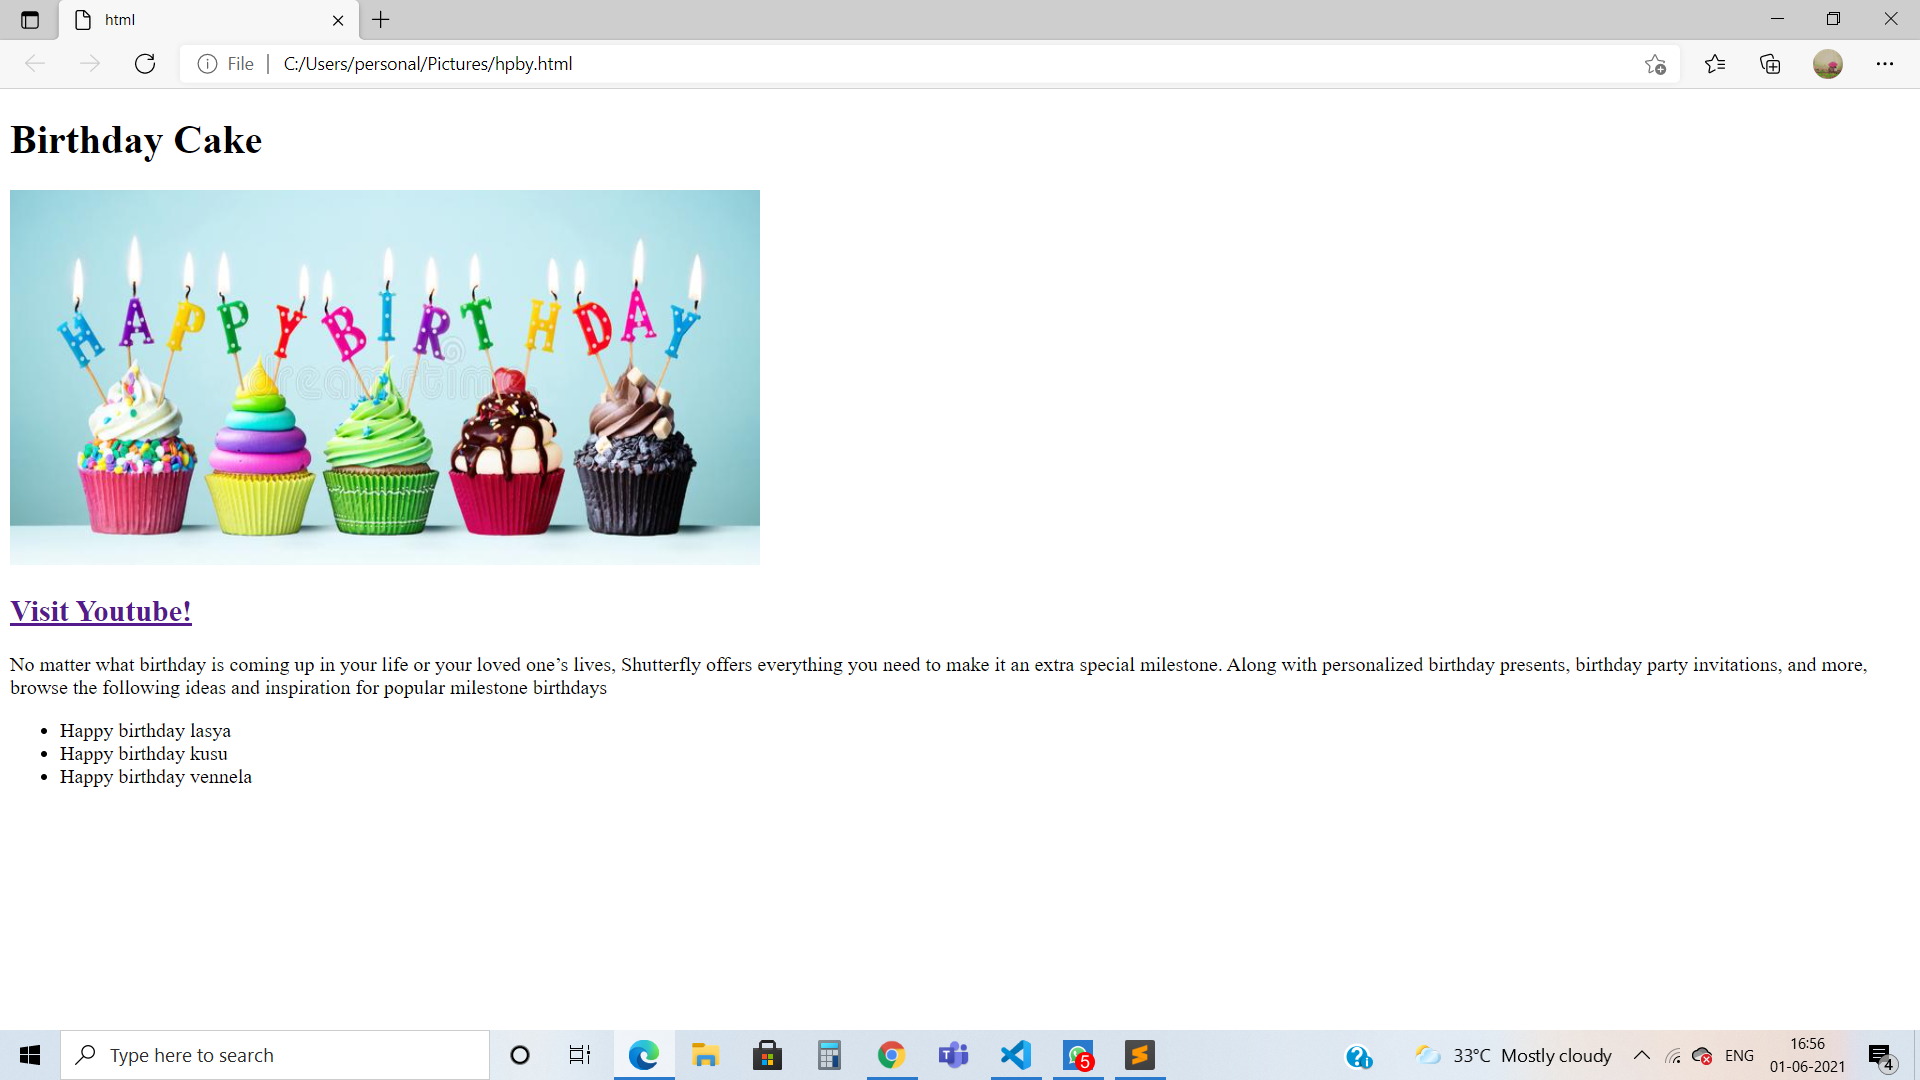 html
File
C:/Users/personal/Pictures/hpby.html
Birthday Cake
HAPPY BIRTHDAY
dreamstime
Visit Youtube!
No matter what birthday is coming up in your life or your loved one’s lives, Shutterfly offers everything you need to make it an extra special milestone. Along with personalized birthday presents, birthday party invitations, and more,
browse the following ideas and inspiration for popular milestone birthdays
Happy birthday lasya
Happy birthday kusu
Happy birthday vennela
Type here to search
5
33°C Mostly cloudy
ENG
16:56
01-06-2021
4